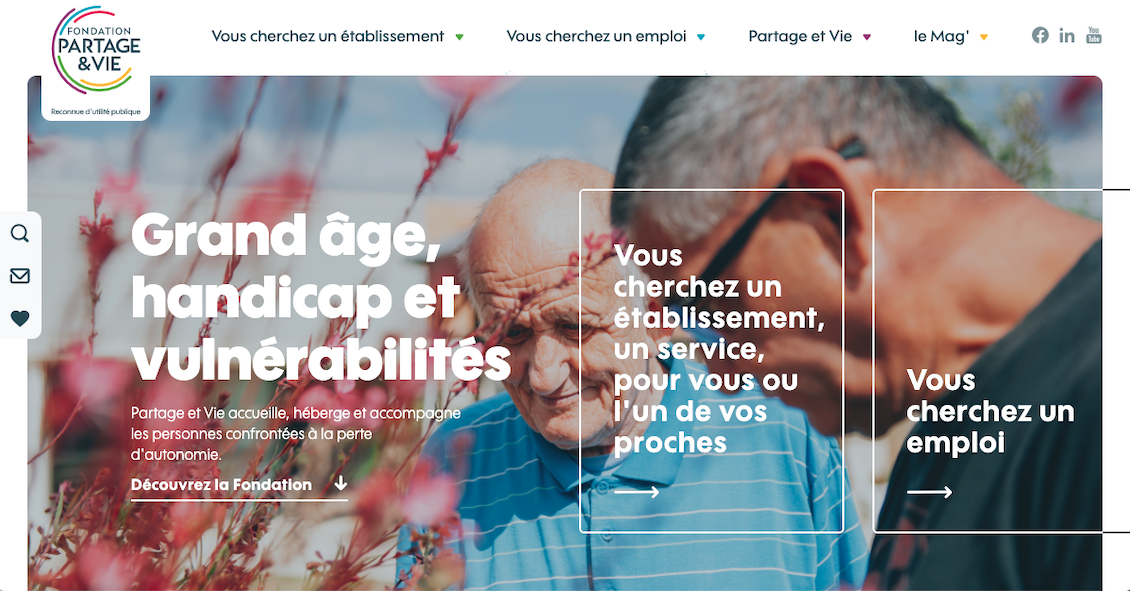 FONDATION
PARTAGE
&VIE
Reconnue d'utilité publique
Vous cherchez un établissement
Vous cherchez un emploi
Partage et Vie
le Mag'
You
Tube
Grand âge,
handicap et
vulnérabilités
Partage et Vie accueille, héberge et accompagne
les personnes confrontées à la perte
d'autonomie.
Découvrez la Fondation
Vous
cherchez un
établissement,
un service,
pour vous ou
l'un de vos
proches
Vous
cherchez un
emploi